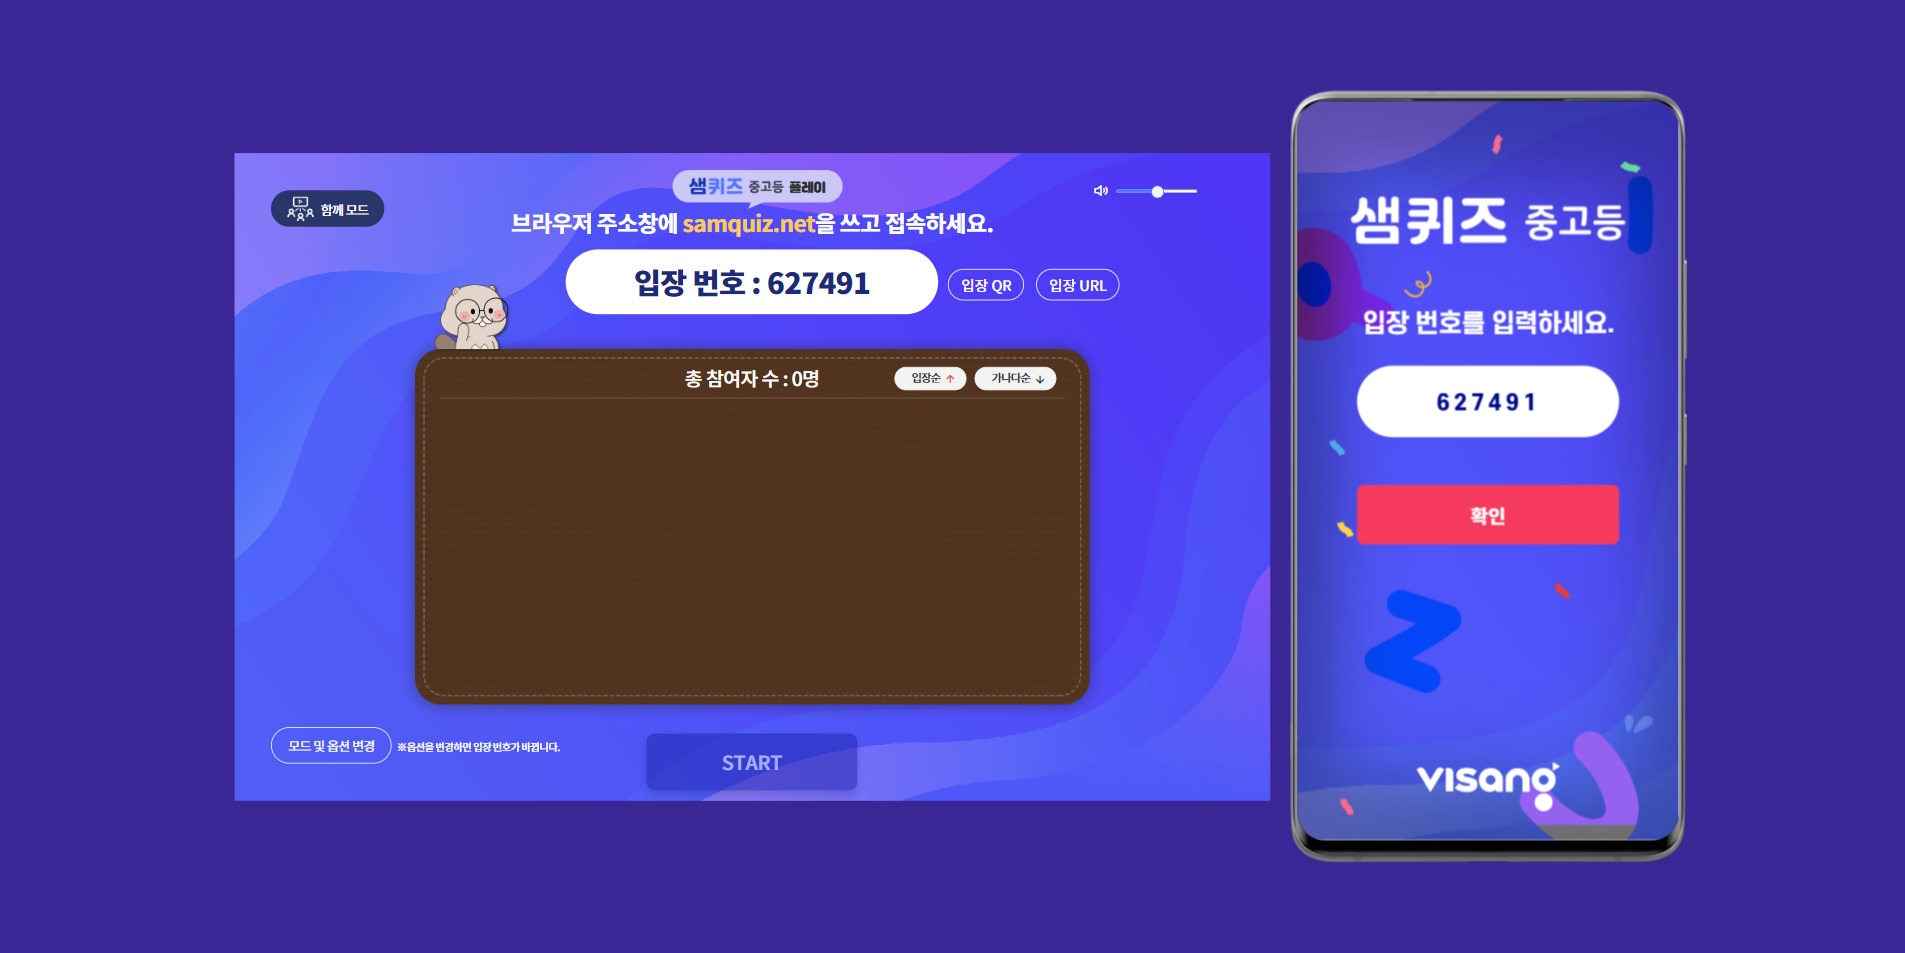 함께 모드
샘퀴즈 중고등 플레이
브라우저 주소창에 samquiz.net을 쓰고 접속하세요.
입장 번호 : 627491
입장 QR
입장 URL
총 참여자 수 : 0명
입장순 ↑
가나다순 ↓
모드 및 옵션 변경
※옵션을 변경하면 입장 번호가 바뀝니다.
START
샘퀴즈 중고등
입장 번호를 입력하세요.
627491
확인
visang